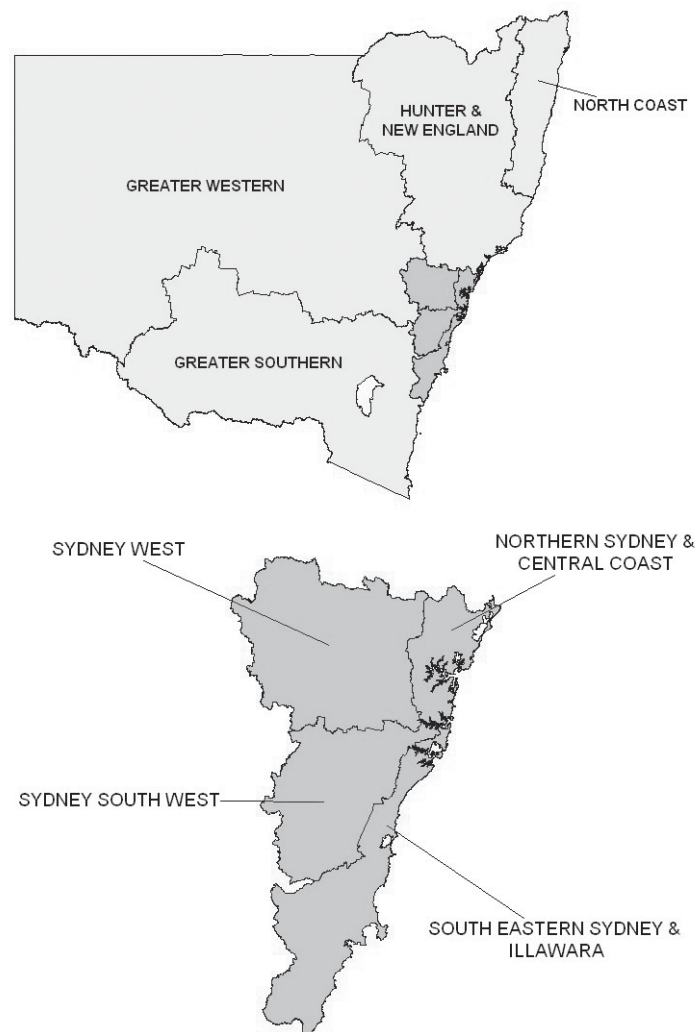 HUNTER &
NEW ENGLAND
NORTH COAST
GREATER WESTERN
GREATER SOUTHERN
SYDNEY WEST
NORTHERN SYDNEY &
CENTRAL COAST
SYDNEY SOUTH WEST
SOUTH EASTERN SYDNEY &
ILLAWARA